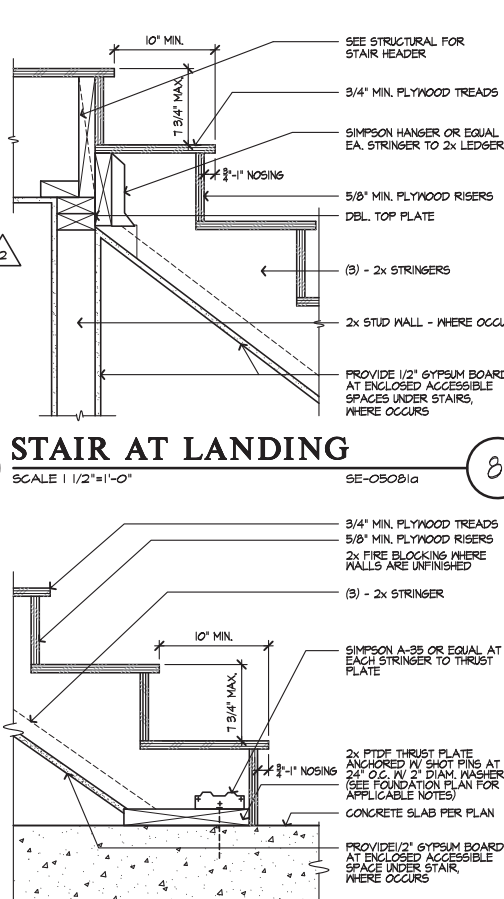 10" MIN.
SEE STRUCTURAL FOR
STAIR HEADER
7 3/4" MAX.
3/4" MIN. PLYWOOD TREADS
SIMPSON HANGER OR EQUAL
EA. STRINGER TO 2x LEDGER
3/4"-1" NOSING
5/8" MIN. PLYWOOD RISERS
DBL. TOP PLATE
2
(3) - 2x STRINGERS
2x STUD WALL - WHERE OCCU
PROVIDE 1/2" GYPSUM BOARD
AT ENCLOSED ACCESSIBLE
SPACES UNDER STAIRS,
WHERE OCCURS
STAIR AT LANDING
8
SCALE 1 1/2"=1'-0"
SE-05081a
3/4" MIN. PLYWOOD TREADS
5/8" MIN. PLYWOOD RISERS
2x FIRE BLOCKING WHERE
WALLS ARE UNFINISHED
(3) - 2x STRINGER
10" MIN.
SIMPSON A-35 OR EQUAL AT
EACH STRINGER TO THRUST
PLATE
7 3/4" MAX.
3/4"-1" NOSING
2x PTDF THRUST PLATE
ANCHORED W/ SHOT PINS AT
24" O.C. W/ 2" DIAM. WASHER
(SEE FOUNDATION PLAN FOR
APPLICABLE NOTES)
CONCRETE SLAB PER PLAN
PROVIDE1/2" GYPSUM BOARD
AT ENCLOSED ACCESSIBLE
SPACE UNDER STAIR,
WHERE OCCURS